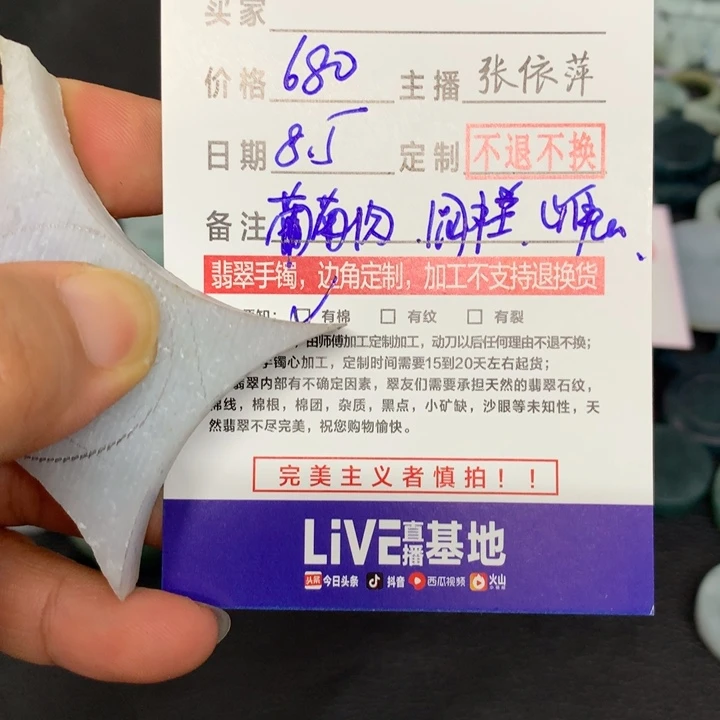 买家
价格 680 主播 张依萍
日期 8.5 定制 不退不换
备注 葡萄肉
翡翠手镯，边角定制，加工不支持退换货
知： 有棉 有纹 有裂
由师傅加工定制加工，动刀以后任何理由不退不换；
手镯心加工，定制时间需要15到20天左右起货；
翡翠内部有不确定因素，翠友们需要承担天然的翡翠石纹，
棉线，棉根，棉团，杂质，黑点，小矿缺，沙眼等未知性，天
然翡翠不尽完美，祝您购物愉快。
完美主义者慎拍！！
LiVE直播基地
头条 今日头条 抖音 西瓜视频 火山